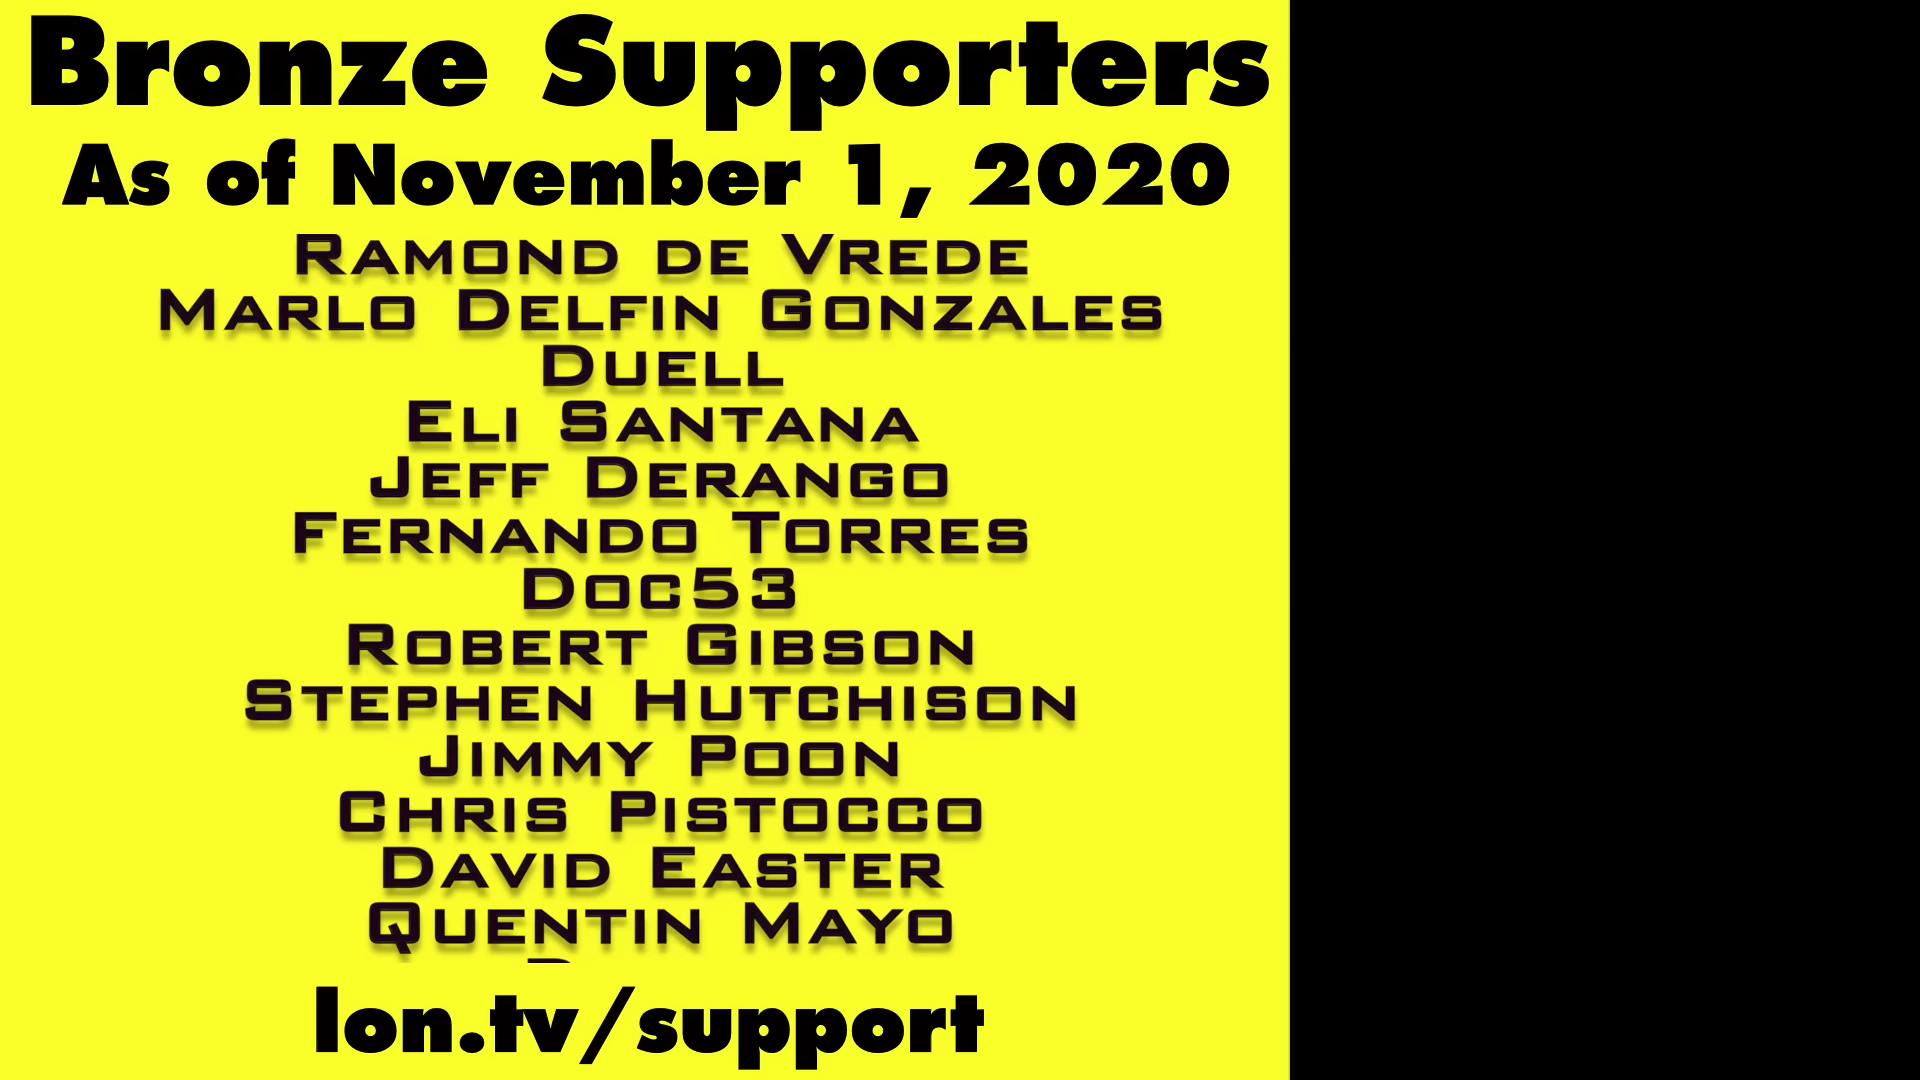 Bronze Supporters
As of November 1, 2020
Ramond de Vrede
Marlo Delfin Gonzales
Duell
Eli Santana
Jeff Derango
Fernando Torres
Doc53
Robert Gibson
Stephen Hutchison
Jimmy Poon
Chris Pistocco
David Easter
Quentin Mayo
lon.tv/support